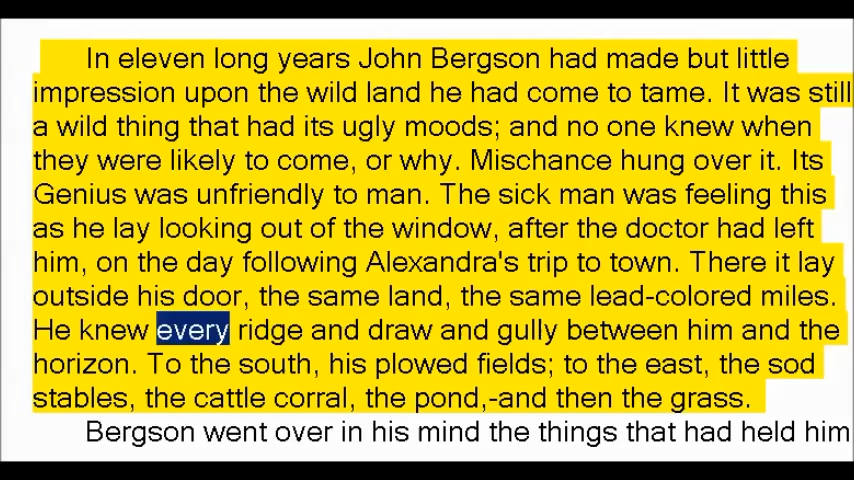 In eleven long years John Bergson had made but little
impression upon the wild land he had come to tame. It was still
a wild thing that had its ugly moods; and no one knew when
they were likely to come, or why. Mischance hung over it. Its
Genius was unfriendly to man. The sick man was feeling this
as he lay looking out of the window, after the doctor had left
him, on the day following Alexandra's trip to town. There it lay
outside his door, the same land, the same lead-colored miles.
He knew every ridge and draw and gully between him and the
horizon. To the south, his plowed fields; to the east, the sod
stables, the cattle corral, the pond,-and then the grass.
Bergson went over in his mind the things that had held him